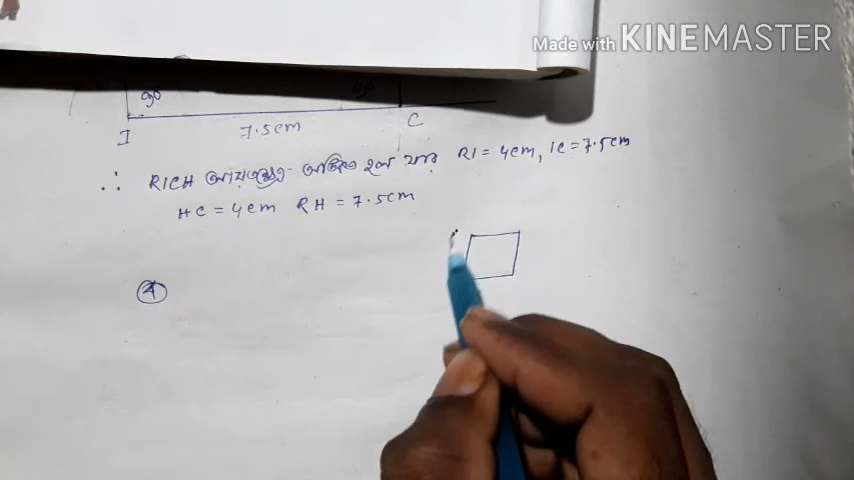 Made with KINEMASTER
90° 90°
I 7.5cm C
∴ RICH আয়তক্ষেত্র অঙ্কিত হল যার RI = 4cm, IC = 7.5cm
HC = 4cm RH = 7.5cm